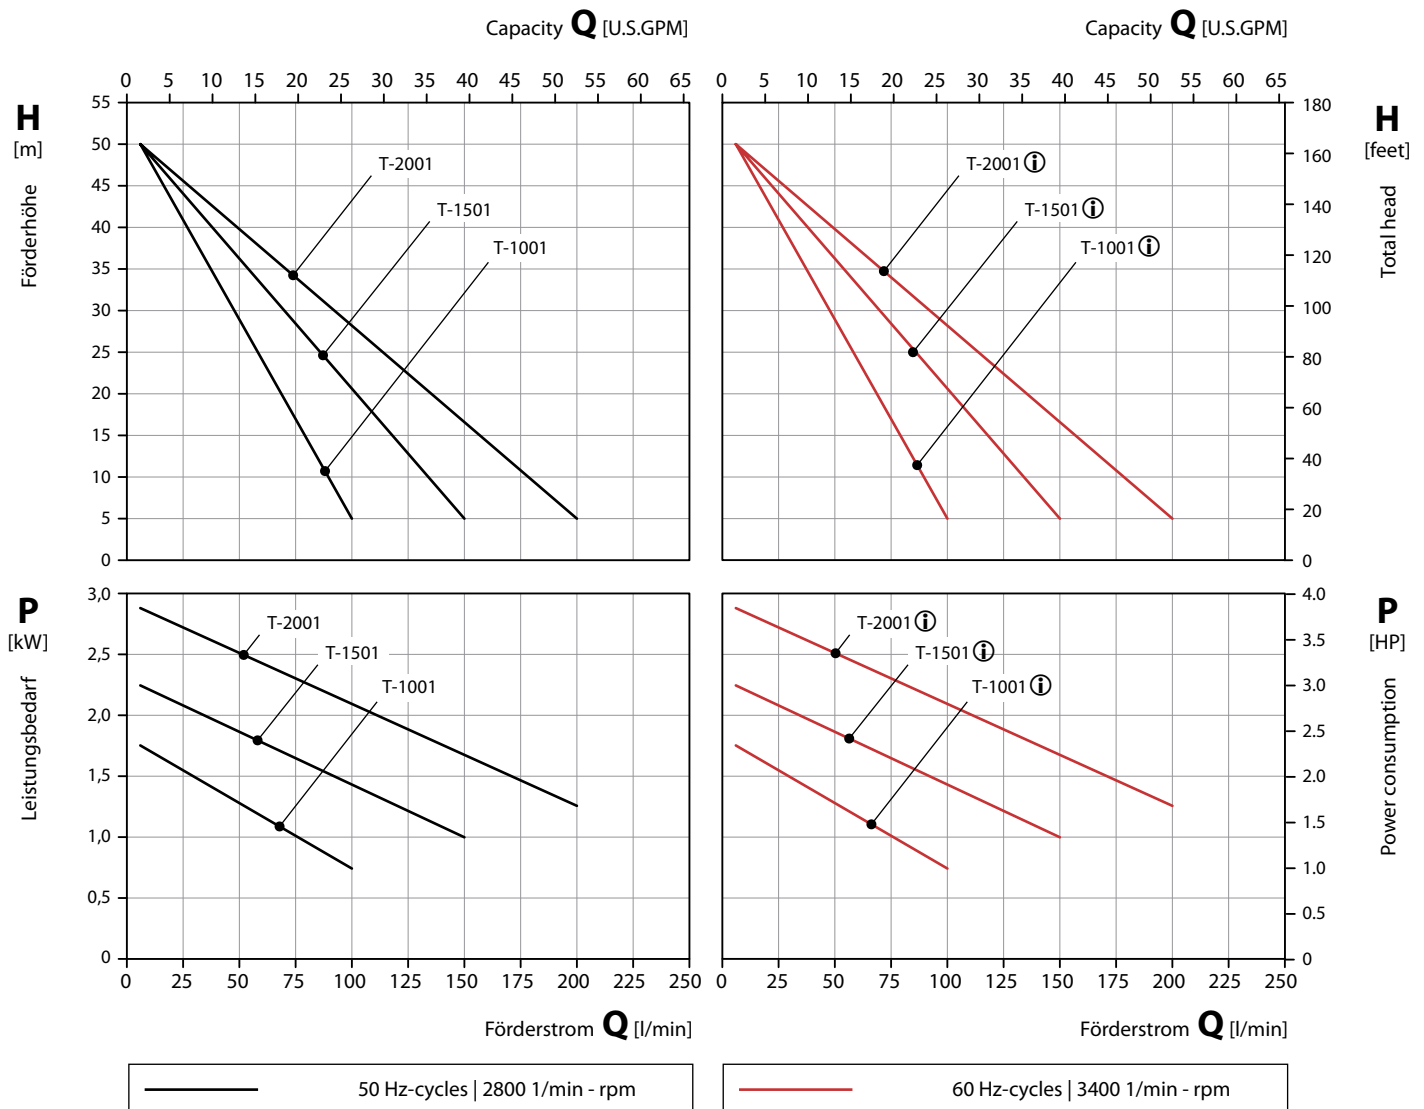 Capacity Q [U.S.GPM]
Capacity Q [U.S.GPM]
0 5 10 15 20 25 30 35 40 45 50 55 60 65
0 5 10 15 20 25 30 35 40 45 50 55 60 65
H
[m]
Förderhöhe
55
50
45
40
35
30
25
20
15
10
5
0
T-2001
T-1501
T-1001
T-2001 i
T-1501 i
T-1001 i
180
160
140
120
100
80
60
40
20
0
H
[feet]
Total head
P
[kW]
Leistungsbedarf
3,0
2,5
2,0
1,5
1,0
0,5
0
T-2001
T-1501
T-1001
T-2001 i
T-1501 i
T-1001 i
4.0
3.5
3.0
2.5
2.0
1.5
1.0
0.5
0
P
[HP]
Power consumption
0 25 50 75 100 125 150 175 200 225 250
0 25 50 75 100 125 150 175 200 225 250
Förderstrom Q [l/min]
Förderstrom Q [l/min]
50 Hz-cycles | 2800 1/min - rpm
60 Hz-cycles | 3400 1/min - rpm